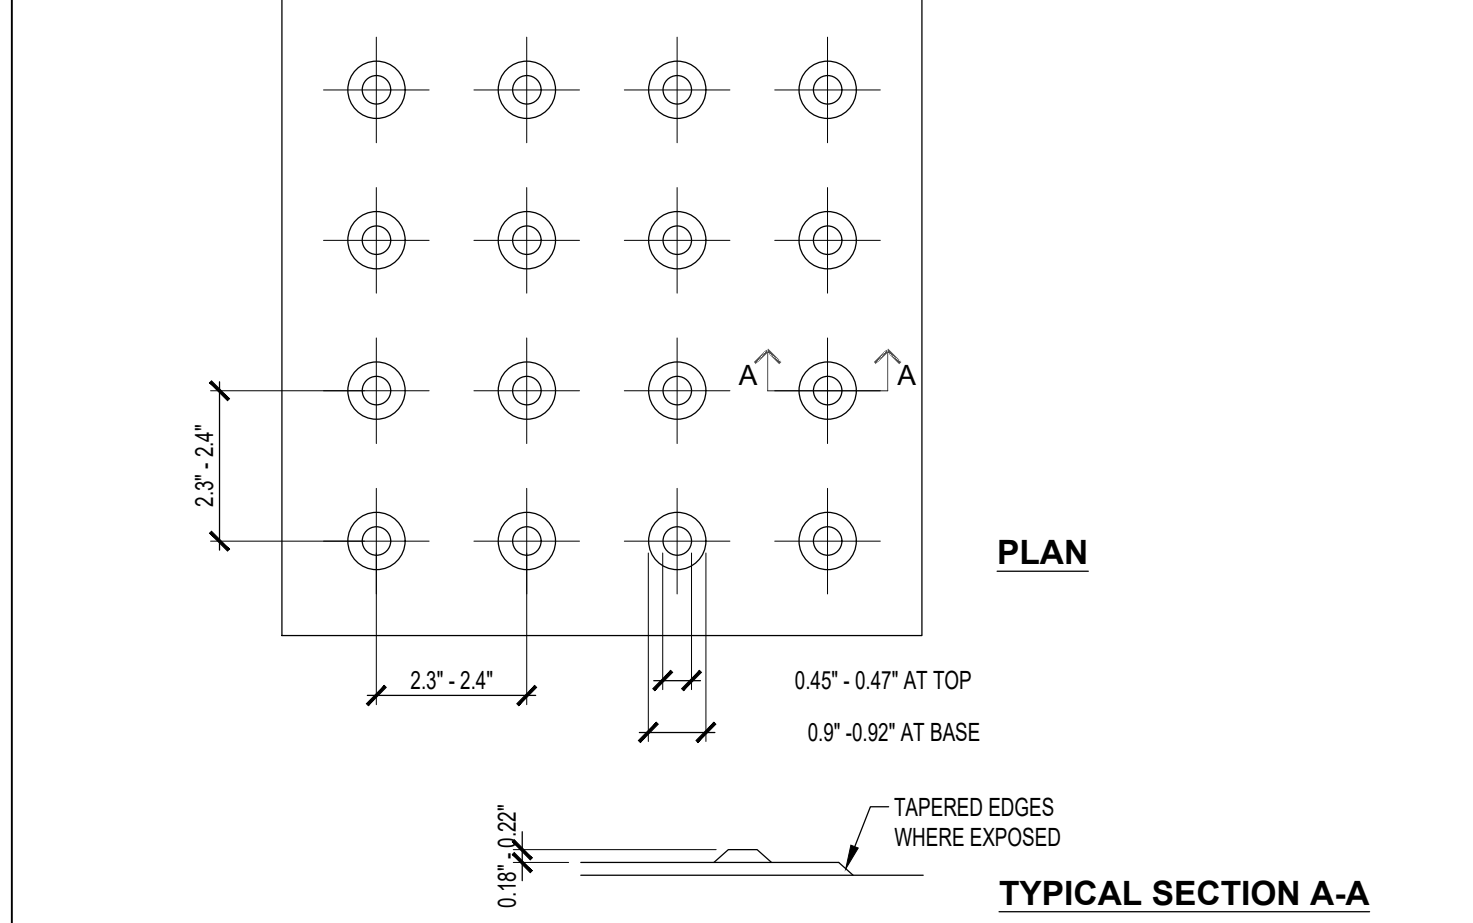 A A
2.3" - 2.4"
PLAN
2.3" - 2.4"
0.45" - 0.47" AT TOP
0.9" -0.92" AT BASE
0.18" - 0.22"
TAPERED EDGES
WHERE EXPOSED
TYPICAL SECTION A-A